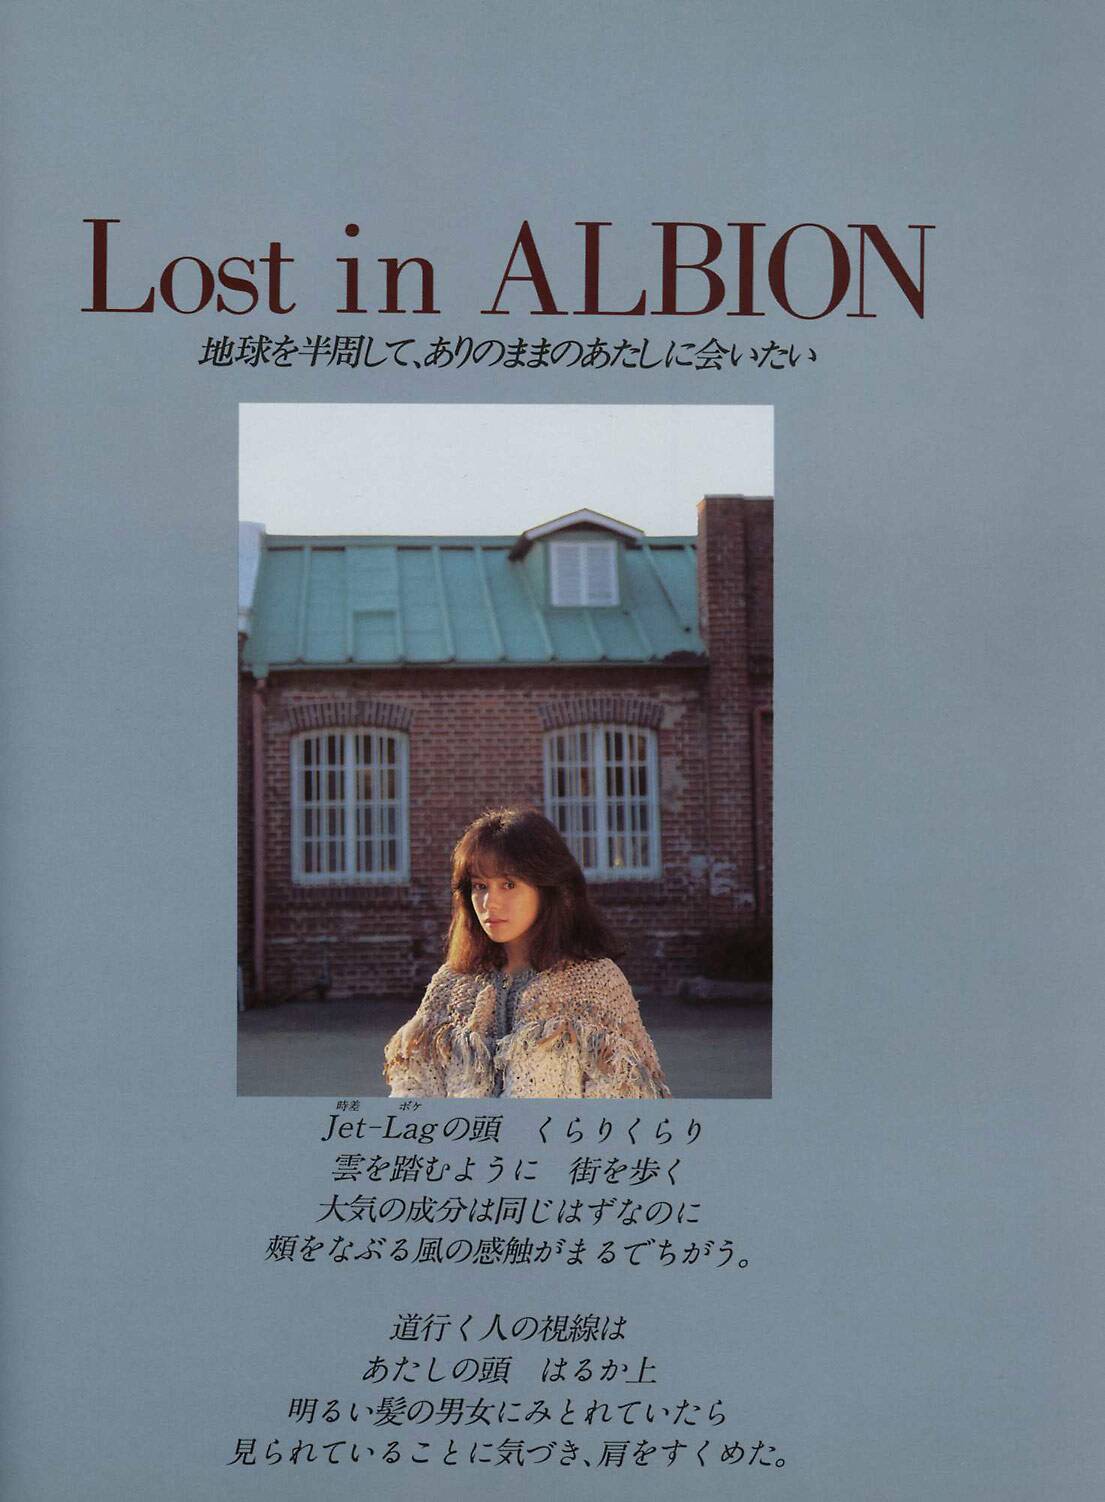 Lost in ALBION
地球を半周して、ありのままのあたしに会いたい
時差 ボケ
Jet-Lagの頭　くらりくらり
雲を踏むように　街を歩く
大気の成分は同じはずなのに
頬をなぶる風の感触がまるでちがう。
道行く人の視線は
あたしの頭　はるか上
明るい髪の男女にみとれていたら
見られていることに気づき、肩をすくめた。